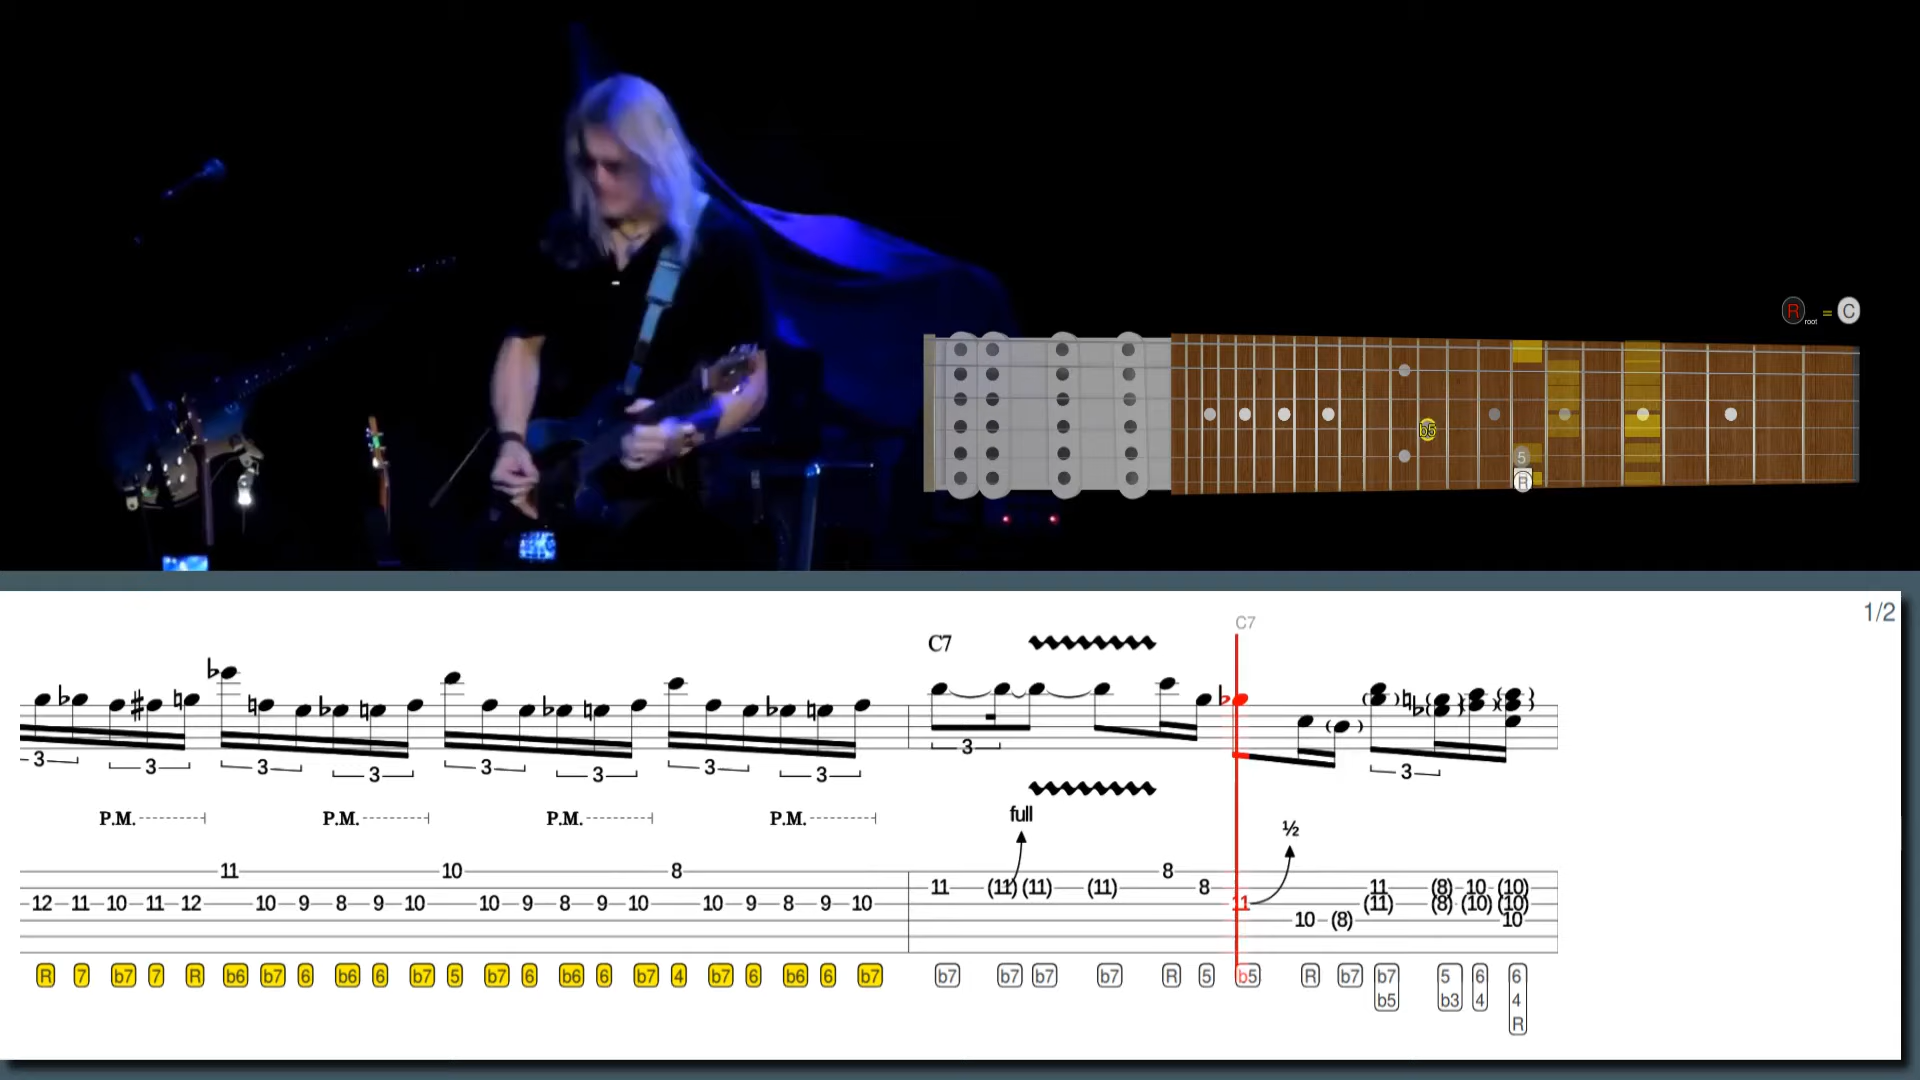 R root = C
b5
5
R
1/2
C7
C7
3 3 3 3 3 3 3 3 3 3
P.M. P.M. P.M. P.M. full ½
11 10 8 8
11 (11) (11) (11) 8 11 (8) 10 (10)
12 11 10 11 12 10 9 8 9 10 10 9 8 9 10 10 9 8 9 10 11 (11) (8) (10) (10)
10 (8) 10
R 7 b7 7 R b6 b7 6 b6 6 b7 5 b7 6 b6 6 b7 4 b7 6 b6 6 b7 b7 b7 b7 b7 R 5 b5 R b7 b7 5 6 6
b5 b3 4 4
R